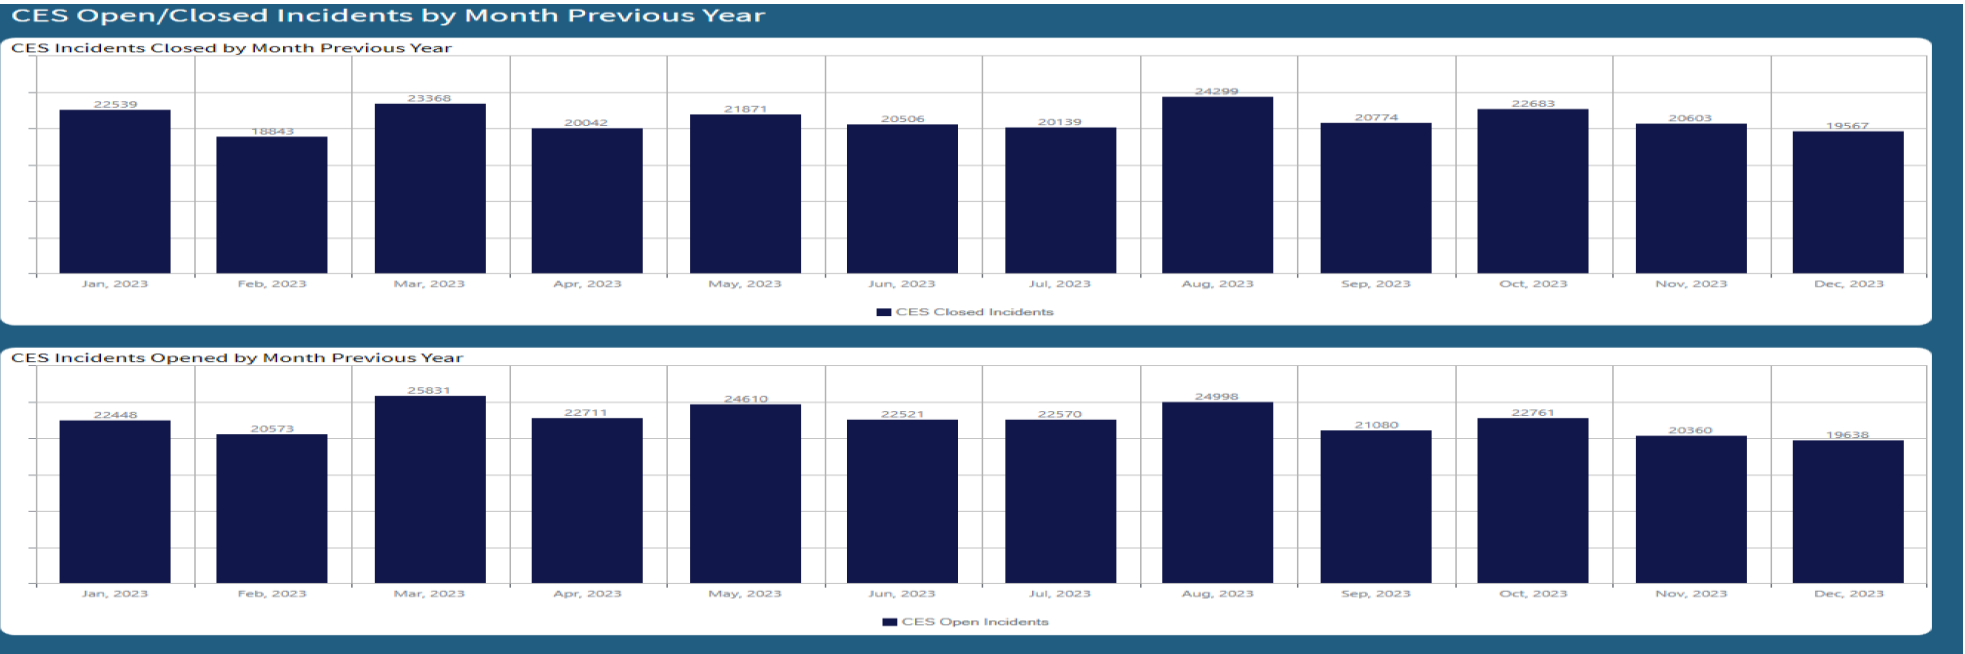 CES Open/Closed Incidents by Month Previous Year
CES Incidents Closed by Month Previous Year
22539 18843 23368 20042 21871 20506 20139 24299 20774 22683 20603 19567
Jan, 2023 Feb, 2023 Mar, 2023 Apr, 2023 May, 2023 Jun, 2023 Jul, 2023 Aug, 2023 Sep, 2023 Oct, 2023 Nov, 2023 Dec, 2023
CES Closed Incidents
CES Incidents Opened by Month Previous Year
22448 20573 25831 22711 24610 22521 22570 24998 21080 22761 20360 19638
Jan, 2023 Feb, 2023 Mar, 2023 Apr, 2023 May, 2023 Jun, 2023 Jul, 2023 Aug, 2023 Sep, 2023 Oct, 2023 Nov, 2023 Dec, 2023
CES Open Incidents